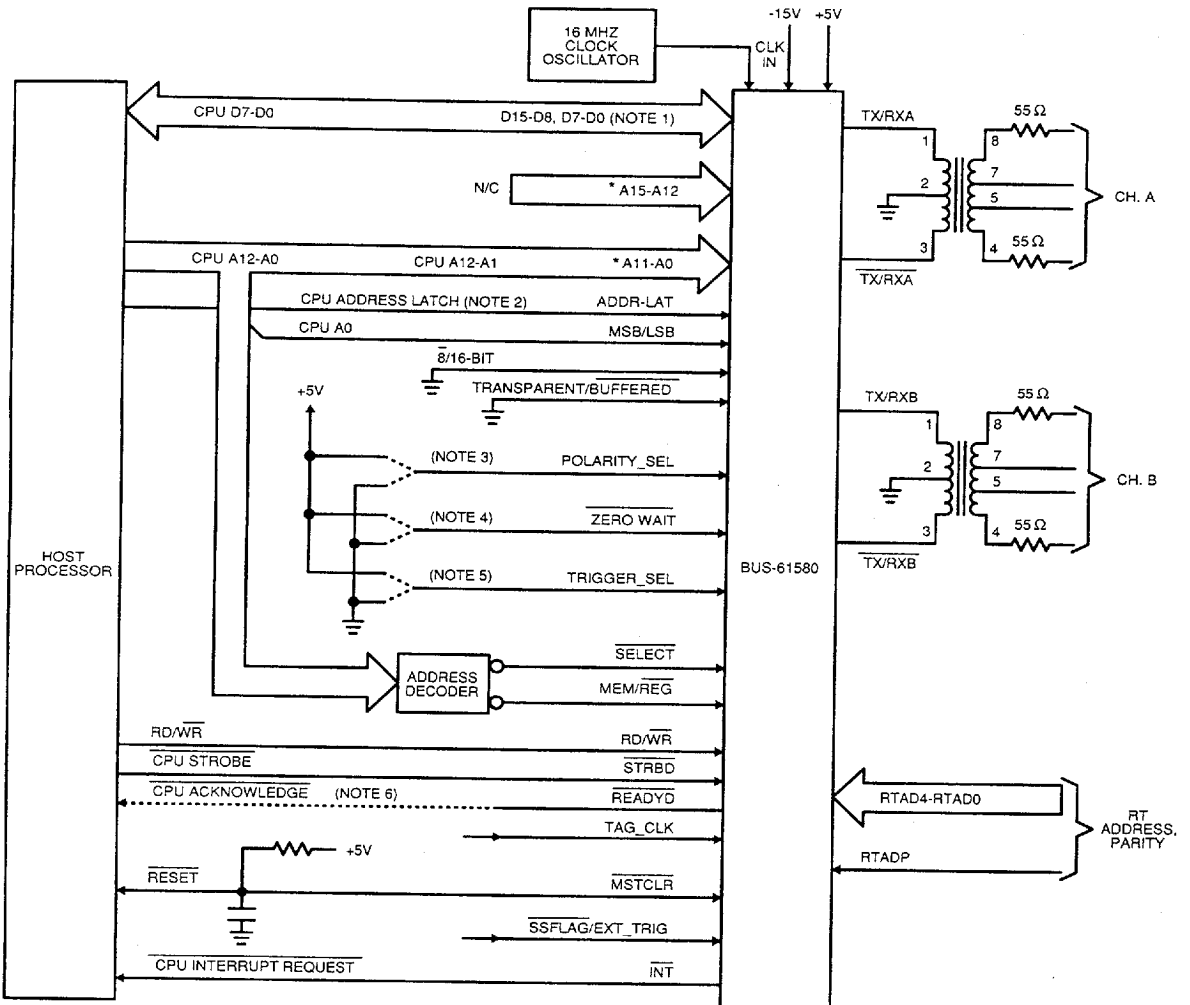 16 MHZ
CLOCK
OSCILLATOR
CLK
IN
-15V
+5V
HOST
PROCESSOR
CPU D7-D0
D15-D8, D7-D0 (NOTE 1)
N/C
* A15-A12
CPU A12-A0
CPU A12-A1
* A11-A0
CPU ADDRESS LATCH (NOTE 2)
ADDR-LAT
CPU A0
MSB/LSB
8/16-BIT
TRANSPARENT/BUFFERED
+5V
(NOTE 3)
POLARITY_SEL
(NOTE 4)
ZERO WAIT
(NOTE 5)
TRIGGER_SEL
ADDRESS
DECODER
SELECT
MEM/REG
RD/WR
RD/WR
CPU STROBE
STRBD
CPU ACKNOWLEDGE
(NOTE 6)
READYD
TAG_CLK
+5V
RESET
MSTCLR
SSFLAG/EXT_TRIG
CPU INTERRUPT REQUEST
INT
BUS-61580
TX/RXA
1
2
3
TX/RXA
8
7
5
4
55 Ω
55 Ω
CH. A
TX/RXB
1
2
3
TX/RXB
8
7
5
4
55 Ω
55 Ω
CH. B
RTAD4-RTAD0
RTADP
RT
ADDRESS,
PARITY